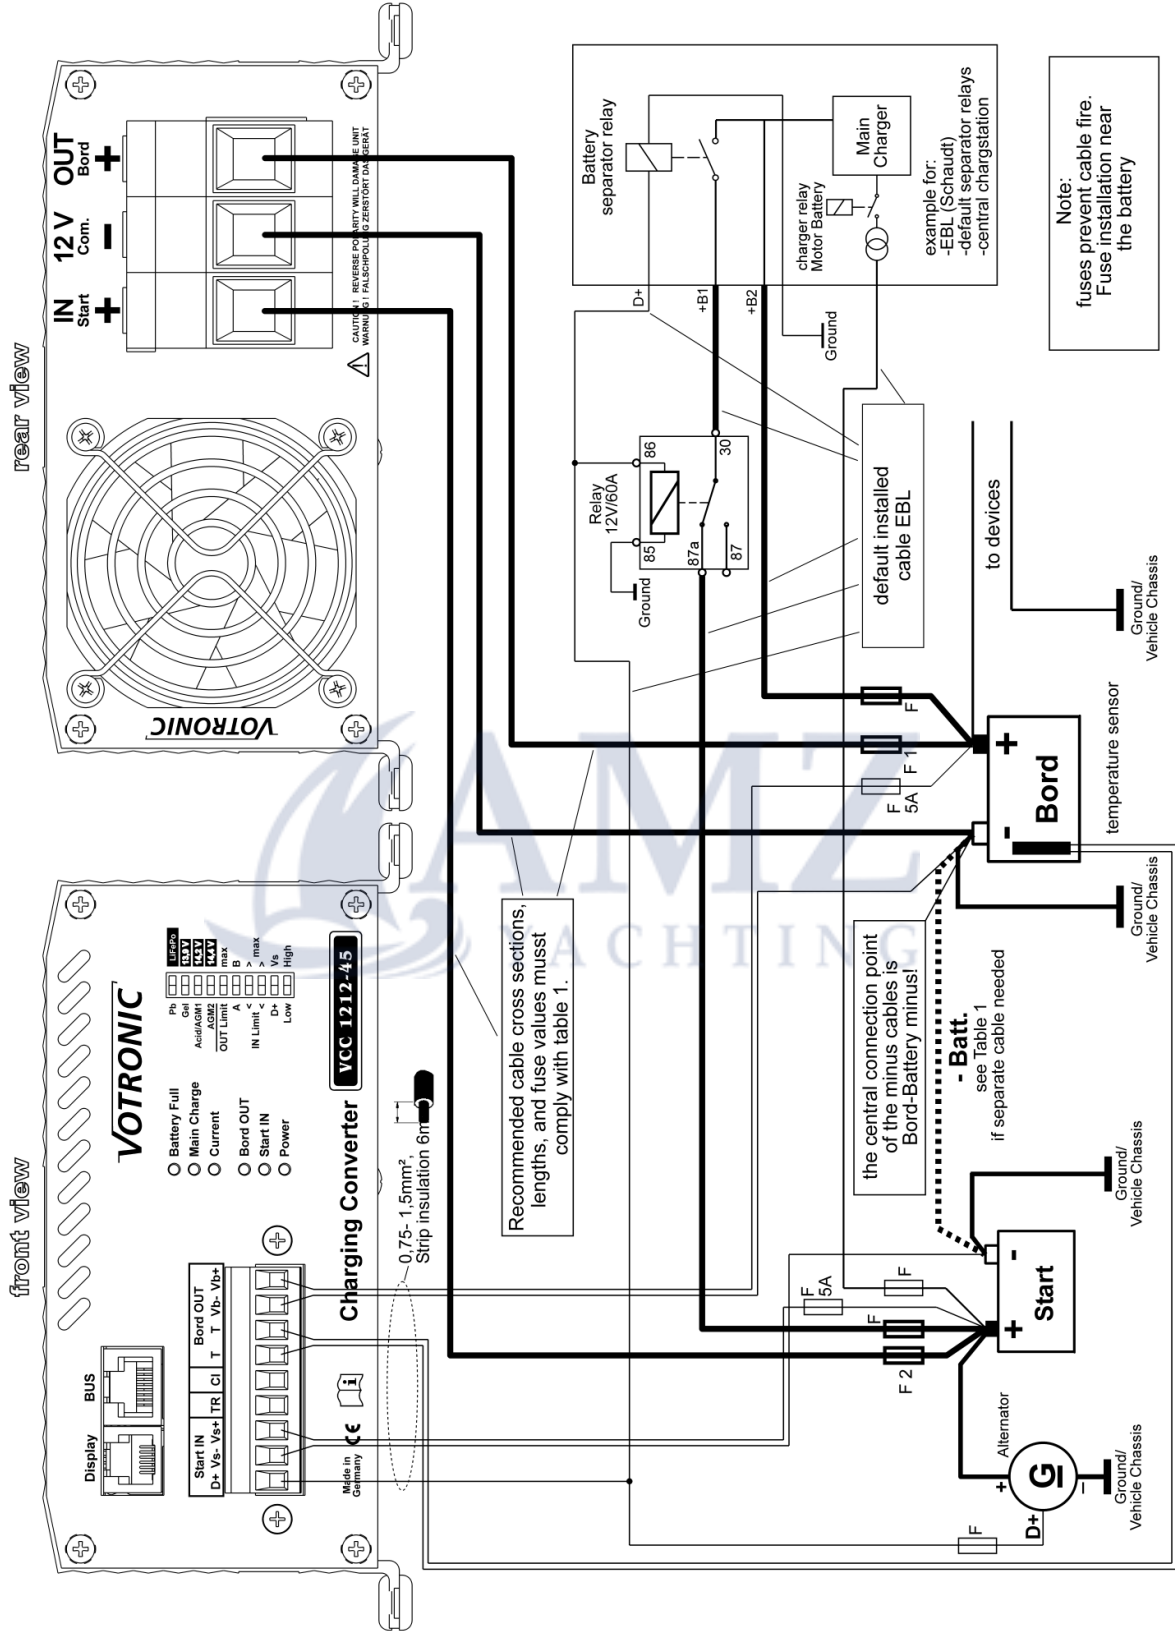 front view
rear view
Display
BUS
Start IN
Bord OUT
D+ Vs- Vs+ TR CI T T Vb- Vb+
VOTRONIC
Battery Full
Main Charge
Current
Bord OUT
Start IN
Power
Pb
LiFePo
Gel
Acid/AGM1
AGM2
OUT Limit
max
A
B
IN Limit
<
>
max
<
>
D+
Vs
Low
High
Made in
Germany
CE
i
Charging Converter
VCC 1212-45
0,75- 1,5mm²,
Strip insulation 6m
VOTRONIC
IN
Start
+
12 V
Com.
-
OUT
Bord
+
CAUTION ! REVERSE POLARITY WILL DAMAGE UNIT
WARNUNG ! FALSCHPOLUNG ZERSTÖRT DAS GERÄT
Recommended cable cross sections,
lengths, and fuse values musst
comply with table 1.
Battery
separator relay
Main
Charger
charger relay
Motor Battery
example for:
-EBL (Schaudt)
-default separator relays
-central chargstation
D+
+B1
+B2
Ground
Relay
12V/60A
86
85
30
87a
87
Ground
default installed
cable EBL
Note:
fuses prevent cable fire.
Fuse installation near
the battery
to devices
Ground/
Vehicle Chassis
F
F 1
F
5A
+
-
Bord
temperature sensor
Ground/
Vehicle Chassis
the central connection point
of the minus cables is
Bord-Battery minus!
- Batt.
see Table 1
if separate cable needed
Ground/
Vehicle Chassis
F
F
5A
F
F 2
+
-
Start
Alternator
+
G
-
D+
F
Ground/
Vehicle Chassis
AMZ
YACHTING